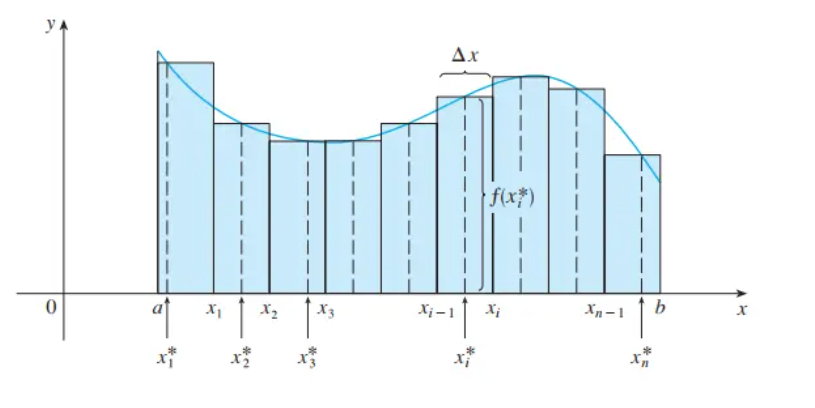 y
Δx
f(x_i^*)
0 a x_1 x_2 x_3 x_{i-1} x_i x_{n-1} b x
x_1^* x_2^* x_3^* x_i^* x_n^*